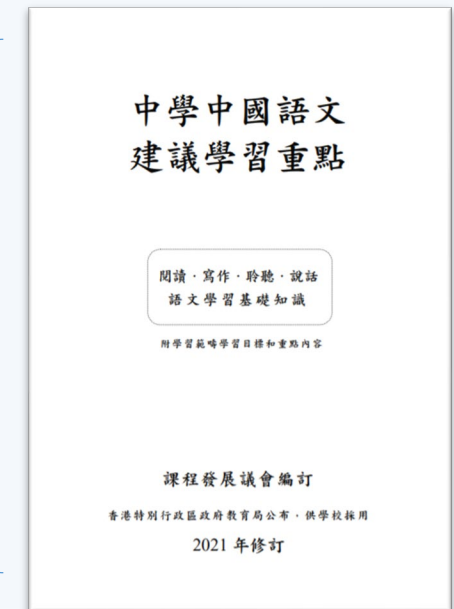 中學中國語文
建議學習重點
閱讀．寫作．聆聽．說話
語文學習基礎知識
附學習範疇學習目標和重點內容
課程發展議會編訂
香港特別行政區政府教育局公布，供學校採用
2021 年修訂